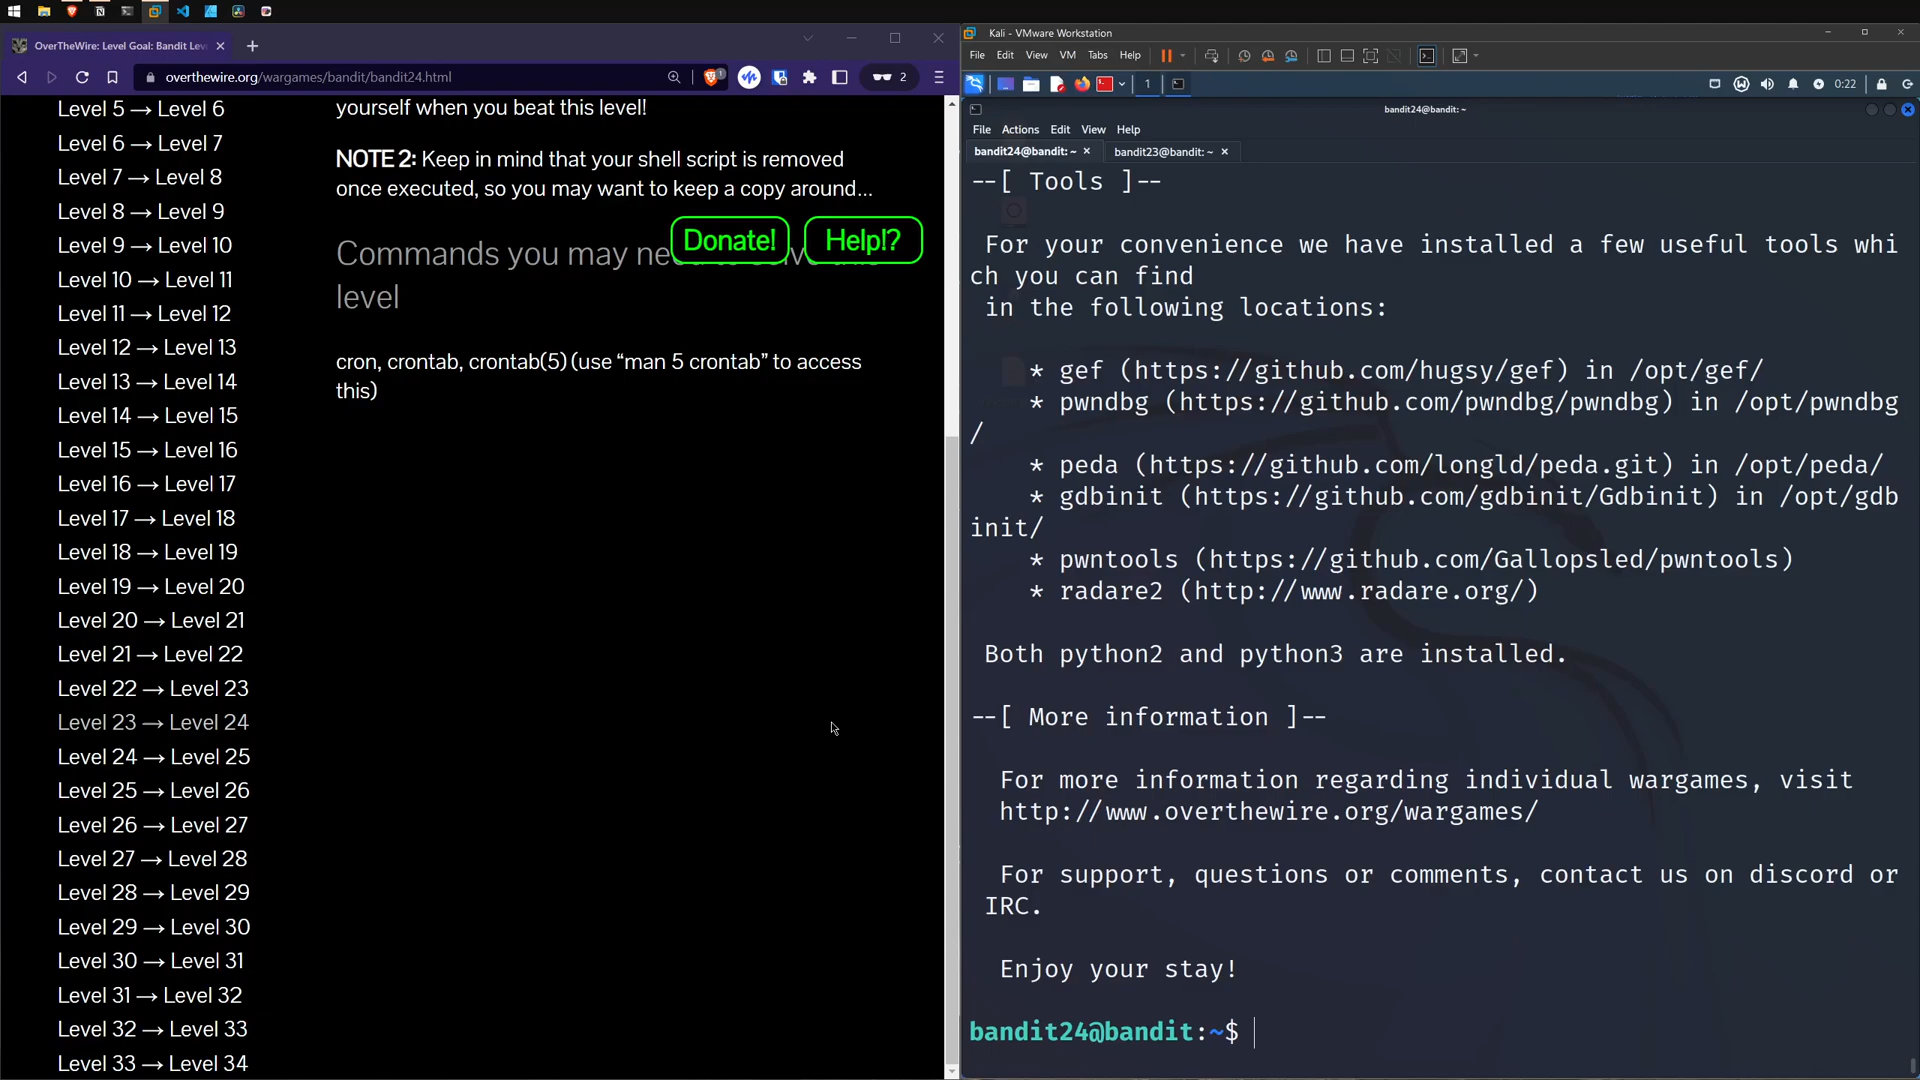 OverTheWire: Level Goal: Bandit Lev
overthewire.org/wargames/bandit/bandit24.html
2
Level 5 → Level 6
Level 6 → Level 7
Level 7 → Level 8
Level 8 → Level 9
Level 9 → Level 10
Level 10 → Level 11
Level 11 → Level 12
Level 12 → Level 13
Level 13 → Level 14
Level 14 → Level 15
Level 15 → Level 16
Level 16 → Level 17
Level 17 → Level 18
Level 18 → Level 19
Level 19 → Level 20
Level 20 → Level 21
Level 21 → Level 22
Level 22 → Level 23
Level 23 → Level 24
Level 24 → Level 25
Level 25 → Level 26
Level 26 → Level 27
Level 27 → Level 28
Level 28 → Level 29
Level 29 → Level 30
Level 30 → Level 31
Level 31 → Level 32
Level 32 → Level 33
Level 33 → Level 34
yourself when you beat this level!
NOTE 2: Keep in mind that your shell script is removed
once executed, so you may want to keep a copy around…
Donate! Help!?
Commands you may
level
cron, crontab, crontab(5) (use “man 5 crontab” to access
this)
Kali - VMware Workstation
File Edit View VM Tabs Help
1 0:22
bandit24@bandit: ~
File Actions Edit View Help
bandit24@bandit: ~ × bandit23@bandit: ~ ×
--[ Tools ]--
For your convenience we have installed a few useful tools whi
ch you can find
in the following locations:
* gef (https://github.com/hugsy/gef) in /opt/gef/
* pwndbg (https://github.com/pwndbg/pwndbg) in /opt/pwndbg
/
* peda (https://github.com/longld/peda.git) in /opt/peda/
* gdbinit (https://github.com/gdbinit/Gdbinit) in /opt/gdb
init/
* pwntools (https://github.com/Gallopsled/pwntools)
* radare2 (http://www.radare.org/)
Both python2 and python3 are installed.
--[ More information ]--
For more information regarding individual wargames, visit
http://www.overthewire.org/wargames/
For support, questions or comments, contact us on discord or
IRC.
Enjoy your stay!
bandit24@bandit:~$